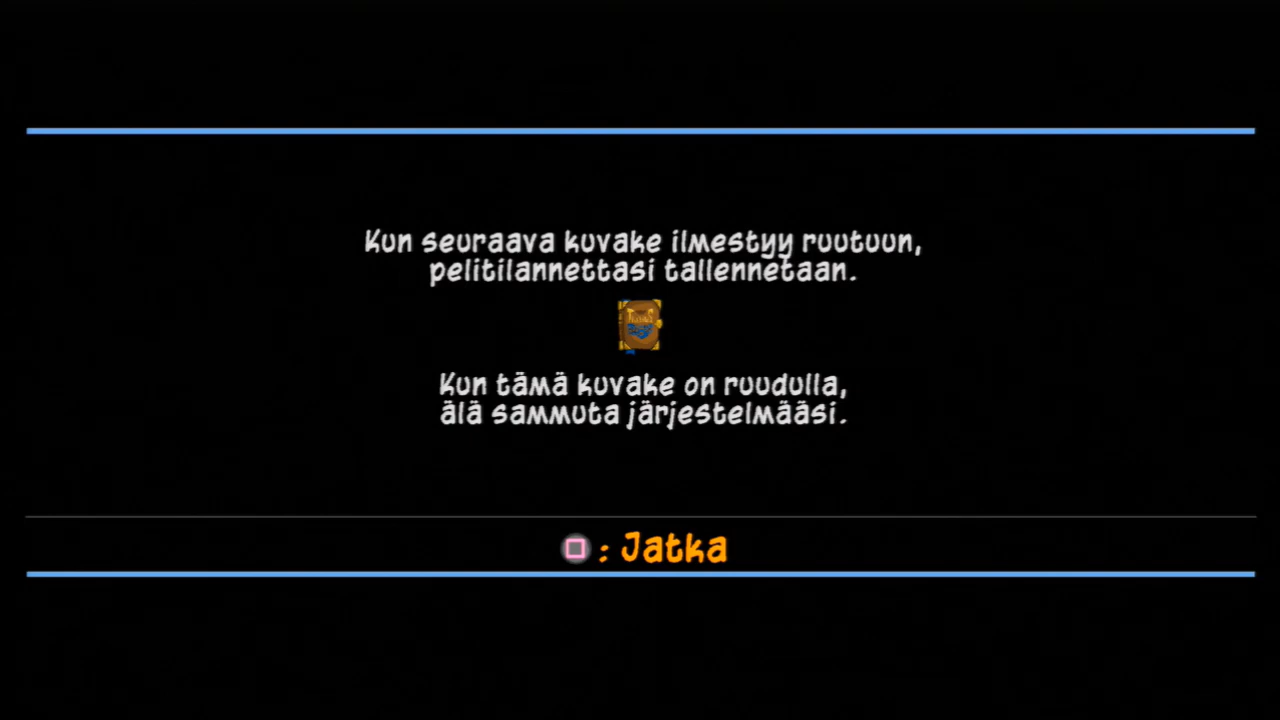 Kun seuraava kuvake ilmestyy ruutuun,
pelitilannettasi tallennetaan.
Kun tämä kuvake on ruudulla,
älä sammuta järjestelmääsi.
: Jatka